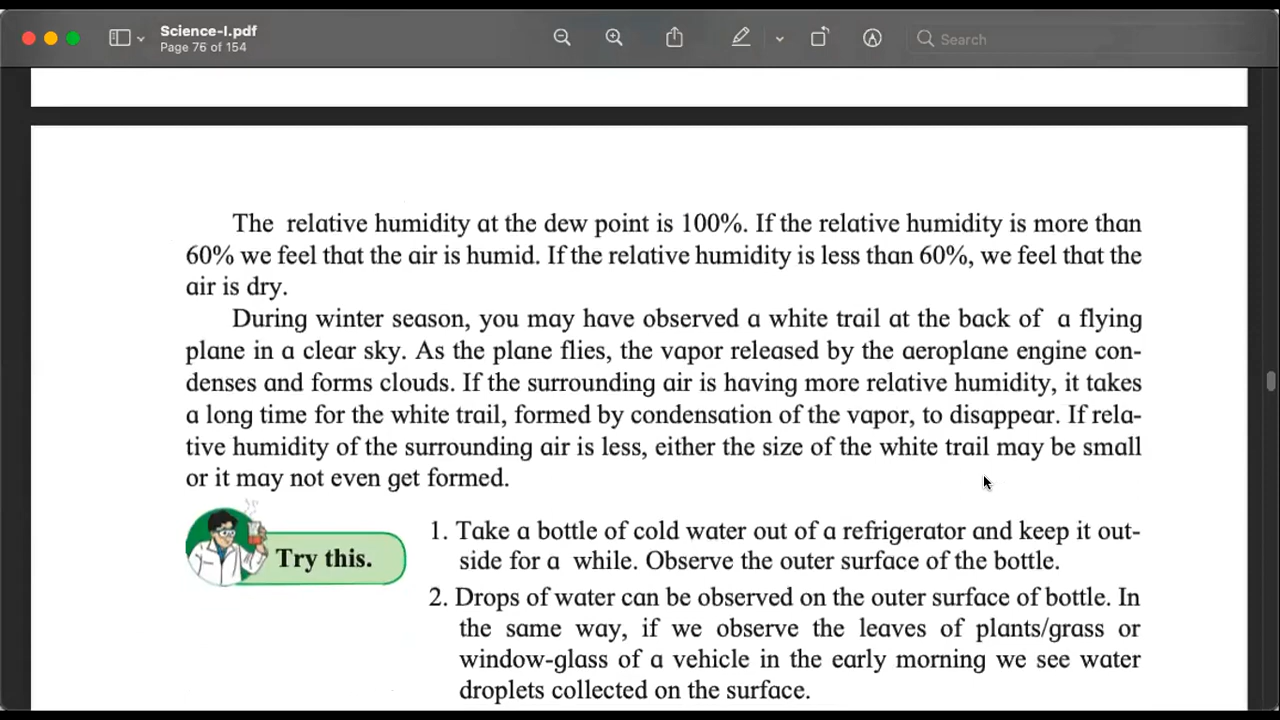 Science-I.pdf
Page 76 of 154
Search
The relative humidity at the dew point is 100%. If the relative humidity is more than
60% we feel that the air is humid. If the relative humidity is less than 60%, we feel that the
air is dry.
During winter season, you may have observed a white trail at the back of a flying
plane in a clear sky. As the plane flies, the vapor released by the aeroplane engine con-
denses and forms clouds. If the surrounding air is having more relative humidity, it takes
a long time for the white trail, formed by condensation of the vapor, to disappear. If rela-
tive humidity of the surrounding air is less, either the size of the white trail may be small
or it may not even get formed.
Try this.
1. Take a bottle of cold water out of a refrigerator and keep it out-
side for a while. Observe the outer surface of the bottle.
2. Drops of water can be observed on the outer surface of bottle. In
the same way, if we observe the leaves of plants/grass or
window-glass of a vehicle in the early morning we see water
droplets collected on the surface.